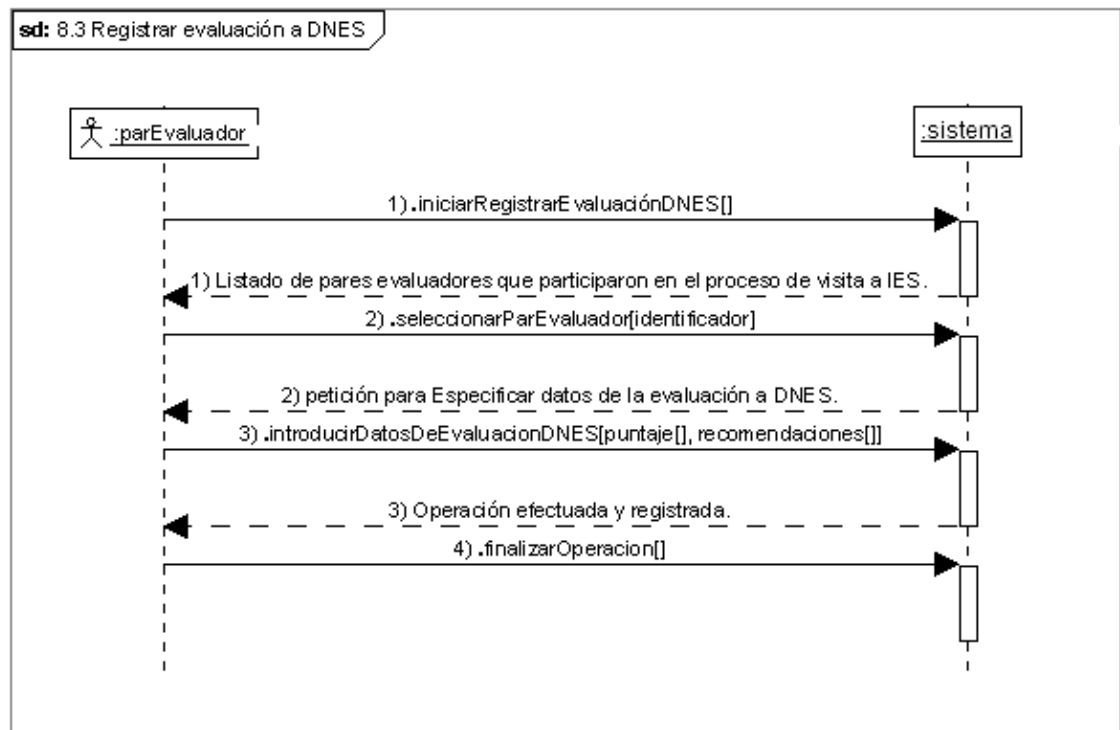 sd: 8.3 Registrar evaluación a DNES
:parEvaluador
:sistema
1) .iniciarRegistrarEvaluaciónDNES[]
1) Listado de pares evaluadores que participaron en el proceso de visita a IES.
2) .seleccionarParEvaluador[identificador]
2) petición para Especificar datos de la evaluación a DNES.
3) .introducirDatosDeEvaluacionDNES[puntaje[], recomendaciones[]]
3) Operación efectuada y registrada.
4) .finalizarOperacion[]